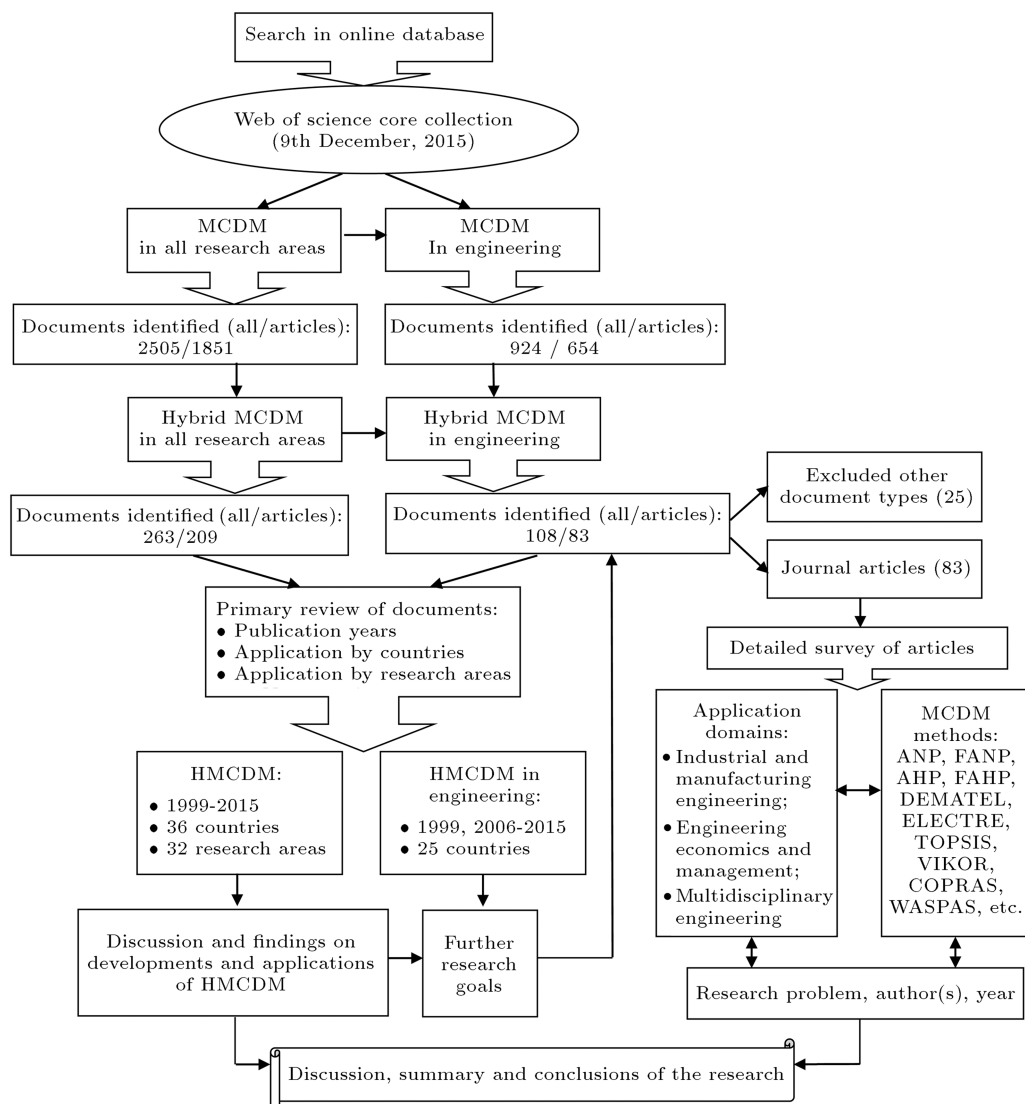 Search in online database
Web of science core collection
(9th December, 2015)
MCDM
in all research areas
MCDM
In engineering
Documents identified (all/articles):
2505/1851
Documents identified (all/articles):
924 / 654
Hybrid MCDM
in all research areas
Hybrid MCDM
in engineering
Documents identified (all/articles):
263/209
Documents identified (all/articles):
108/83
Excluded other
document types (25)
Journal articles (83)
Detailed survey of articles
Primary review of documents:
• Publication years
• Application by countries
• Application by research areas
Application
domains:
• Industrial and
manufacturing
engineering;
• Engineering
economics and
management;
• Multidisciplinary
engineering
MCDM
methods:
ANP, FANP,
AHP, FAHP,
DEMATEL,
ELECTRE,
TOPSIS,
VIKOR,
COPRAS,
WASPAS, etc.
HMCDM:
• 1999-2015
• 36 countries
• 32 research areas
HMCDM in
engineering:
• 1999, 2006-2015
• 25 countries
Discussion and findings on
developments and applications
of HMCDM
Further
research
goals
Research problem, author(s), year
Discussion, summary and conclusions of the research